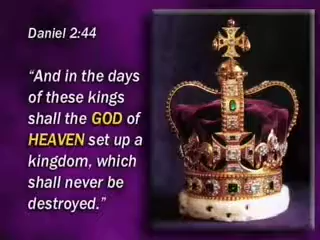 Daniel 2:44
“And in the days
of these kings
shall the GOD of
HEAVEN set up a
kingdom, which
shall never be
destroyed.”